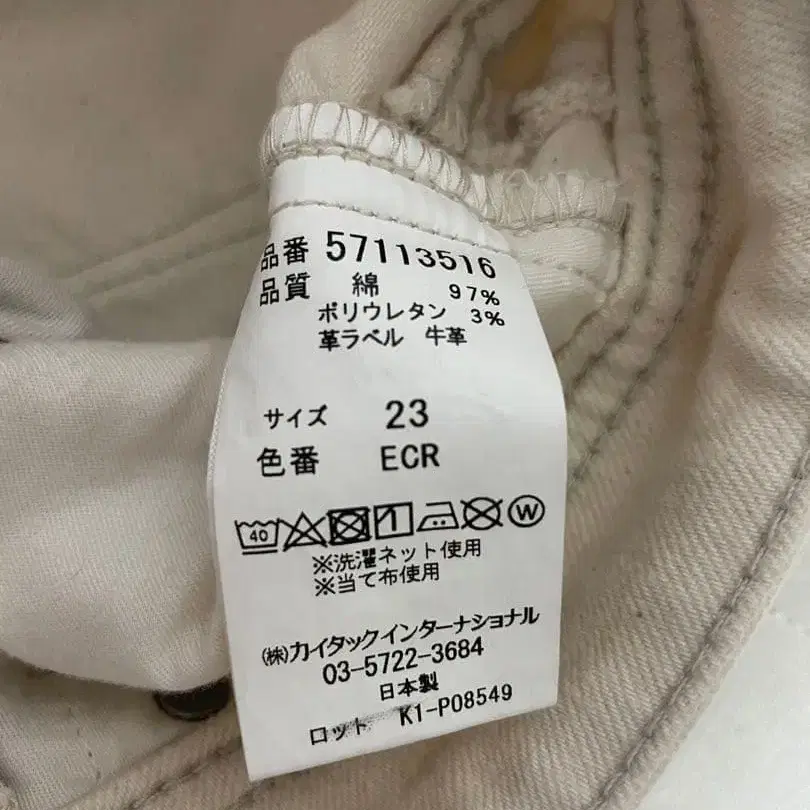 品番 57113516
品質 綿 97%
ポリウレタン 3%
革ラベル 牛革
サイズ 23
色番 ECR
40 W
※洗濯ネット使用
※当て布使用
(株)カイタックインターナショナル
03-5722-3684
日本製
ロット K1-P08549